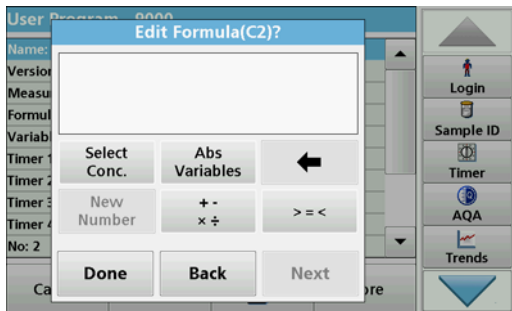 User Program 9000
Edit Formula(C2)?
Name:
Version
Measu
Formul
Variabl
Timer 1
Timer 2
Timer 3
Timer 4
No: 2
Select
Conc.
Abs
Variables
New
Number
+ -
× ÷
> = <
Done
Back
Next
Ca
ore
Login
Sample ID
Timer
AQA
Trends